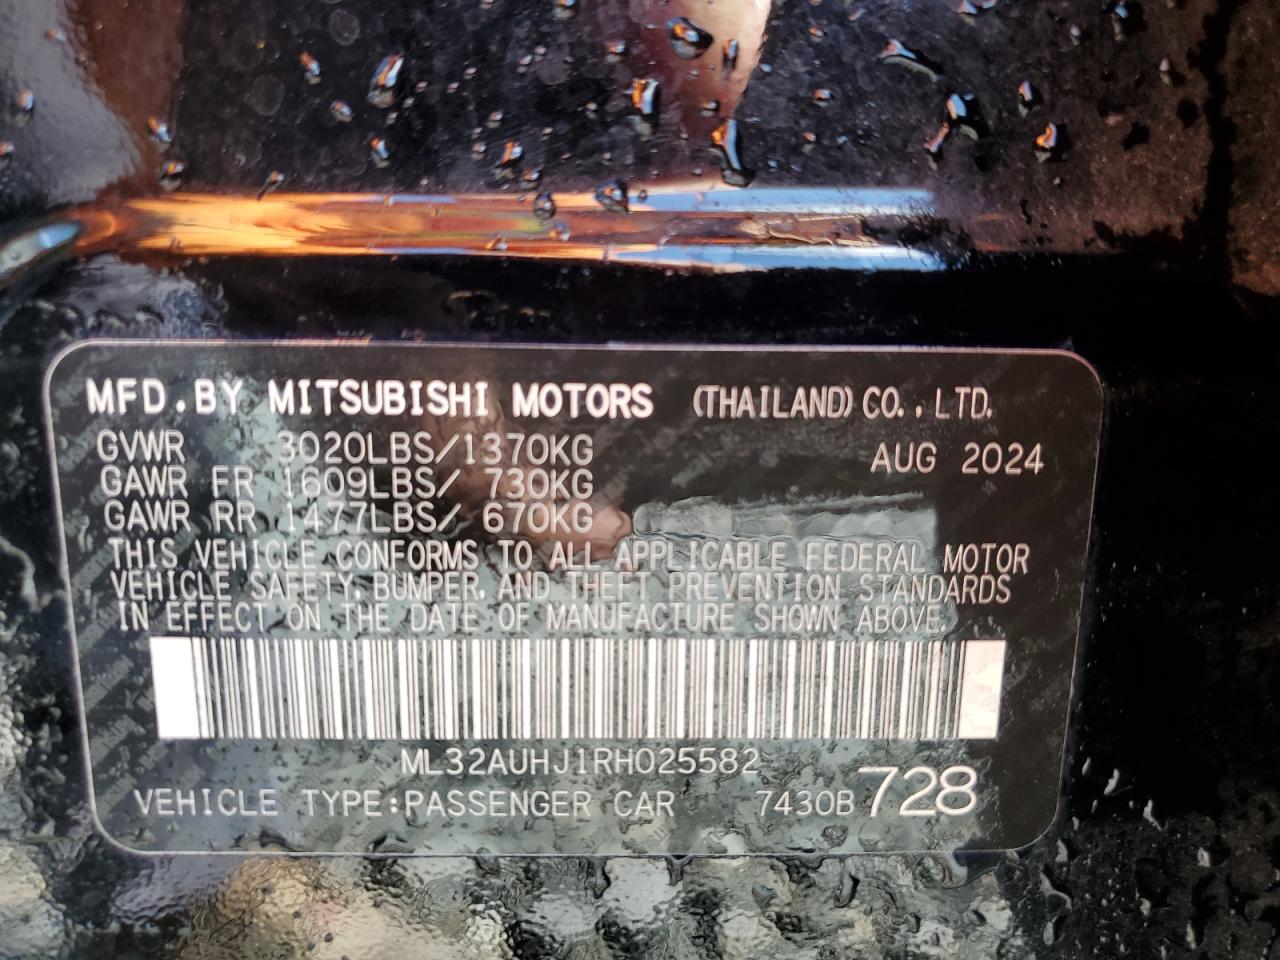 MFD.BY MITSUBISHI MOTORS (THAILAND) CO., LTD.
GVWR 3020LBS/1370KG AUG 2024
GAWR FR 1609LBS/ 730KG
GAWR RR 1477LBS/ 670KG
THIS VEHICLE CONFORMS TO ALL APPLICABLE FEDERAL MOTOR
VEHICLE SAFETY, BUMPER, AND THEFT PREVENTION STANDARDS
IN EFFECT ON THE DATE OF MANUFACTURE SHOWN ABOVE.
ML32AUHJ1RH025582
VEHICLE TYPE:PASSENGER CAR 7430B 728